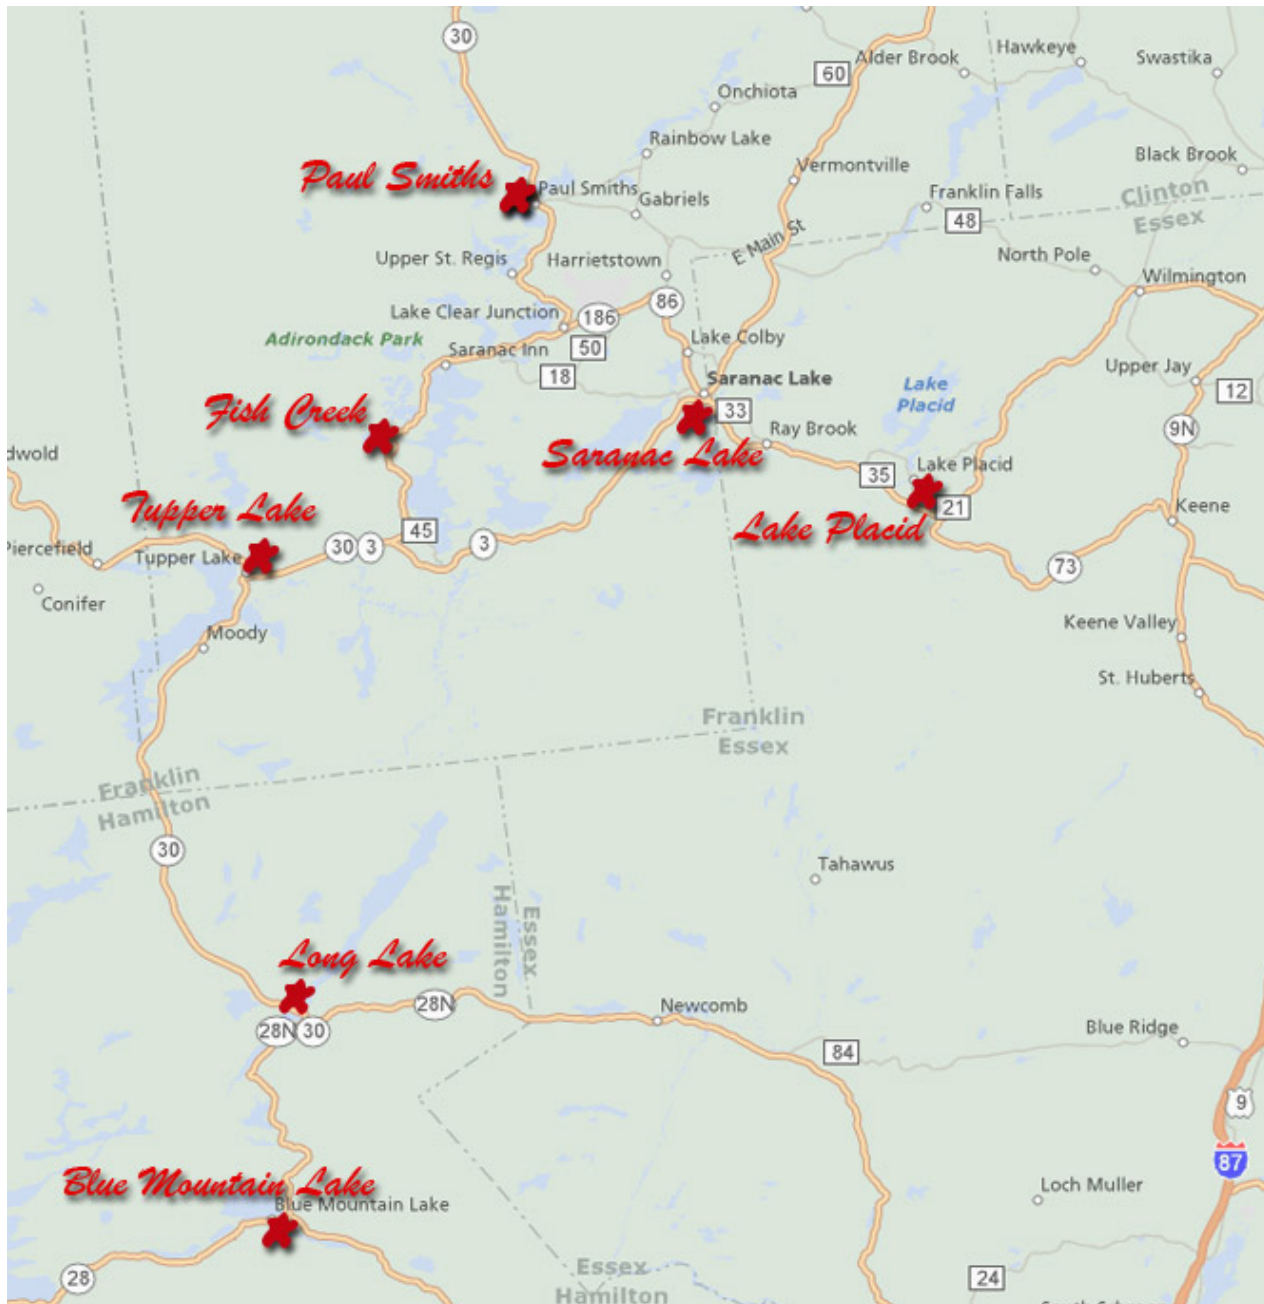 30
Hawkeye
Swastika
Alder Brook
60
Onchiota
Rainbow Lake
Black Brook
Vermontville
Paul Smiths
Paul Smiths
Gabriels
Franklin Falls
Clinton
Essex
48
E Main St
Upper St. Regis
Harrietstown
North Pole
Wilmington
86
Lake Clear Junction
186
Adirondack Park
Saranac Inn
50
Lake Colby
18
Upper Jay
Saranac Lake
Lake
Placid
12
33
Fish Creek
Ray Brook
9N
dwold
Saranac Lake
35
Lake Placid
Tupper Lake
21
Keene
Lake Placid
45
Piercefield
Tupper Lake
30
3
3
73
Conifer
Moody
Keene Valley
St. Huberts
Franklin
Essex
Franklin
Hamilton
30
Tahawus
Essex
Hamilton
Long Lake
28N
Newcomb
28N
30
Blue Ridge
84
9
87
Blue Mountain Lake
Loch Muller
Blue Mountain Lake
28
Essex
Hamilton
24